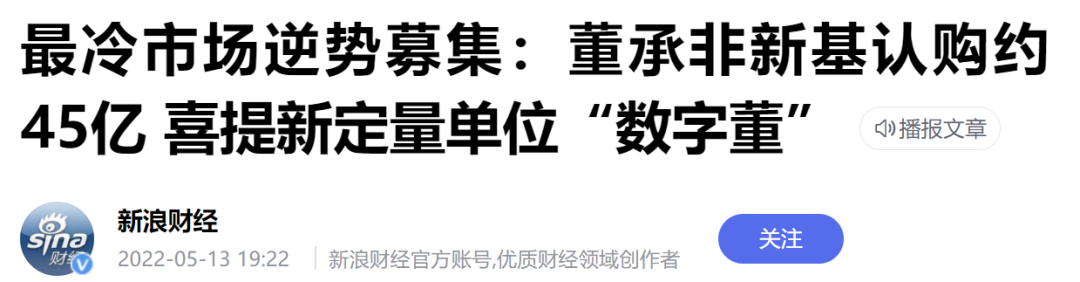 最冷市场逆势募集：董承非新基认购约
45亿 喜提新定量单位“数字董”
播报文章
sina
财经
新浪财经
2022-05-13 19:22
新浪财经官方账号,优质财经领域创作者
关注